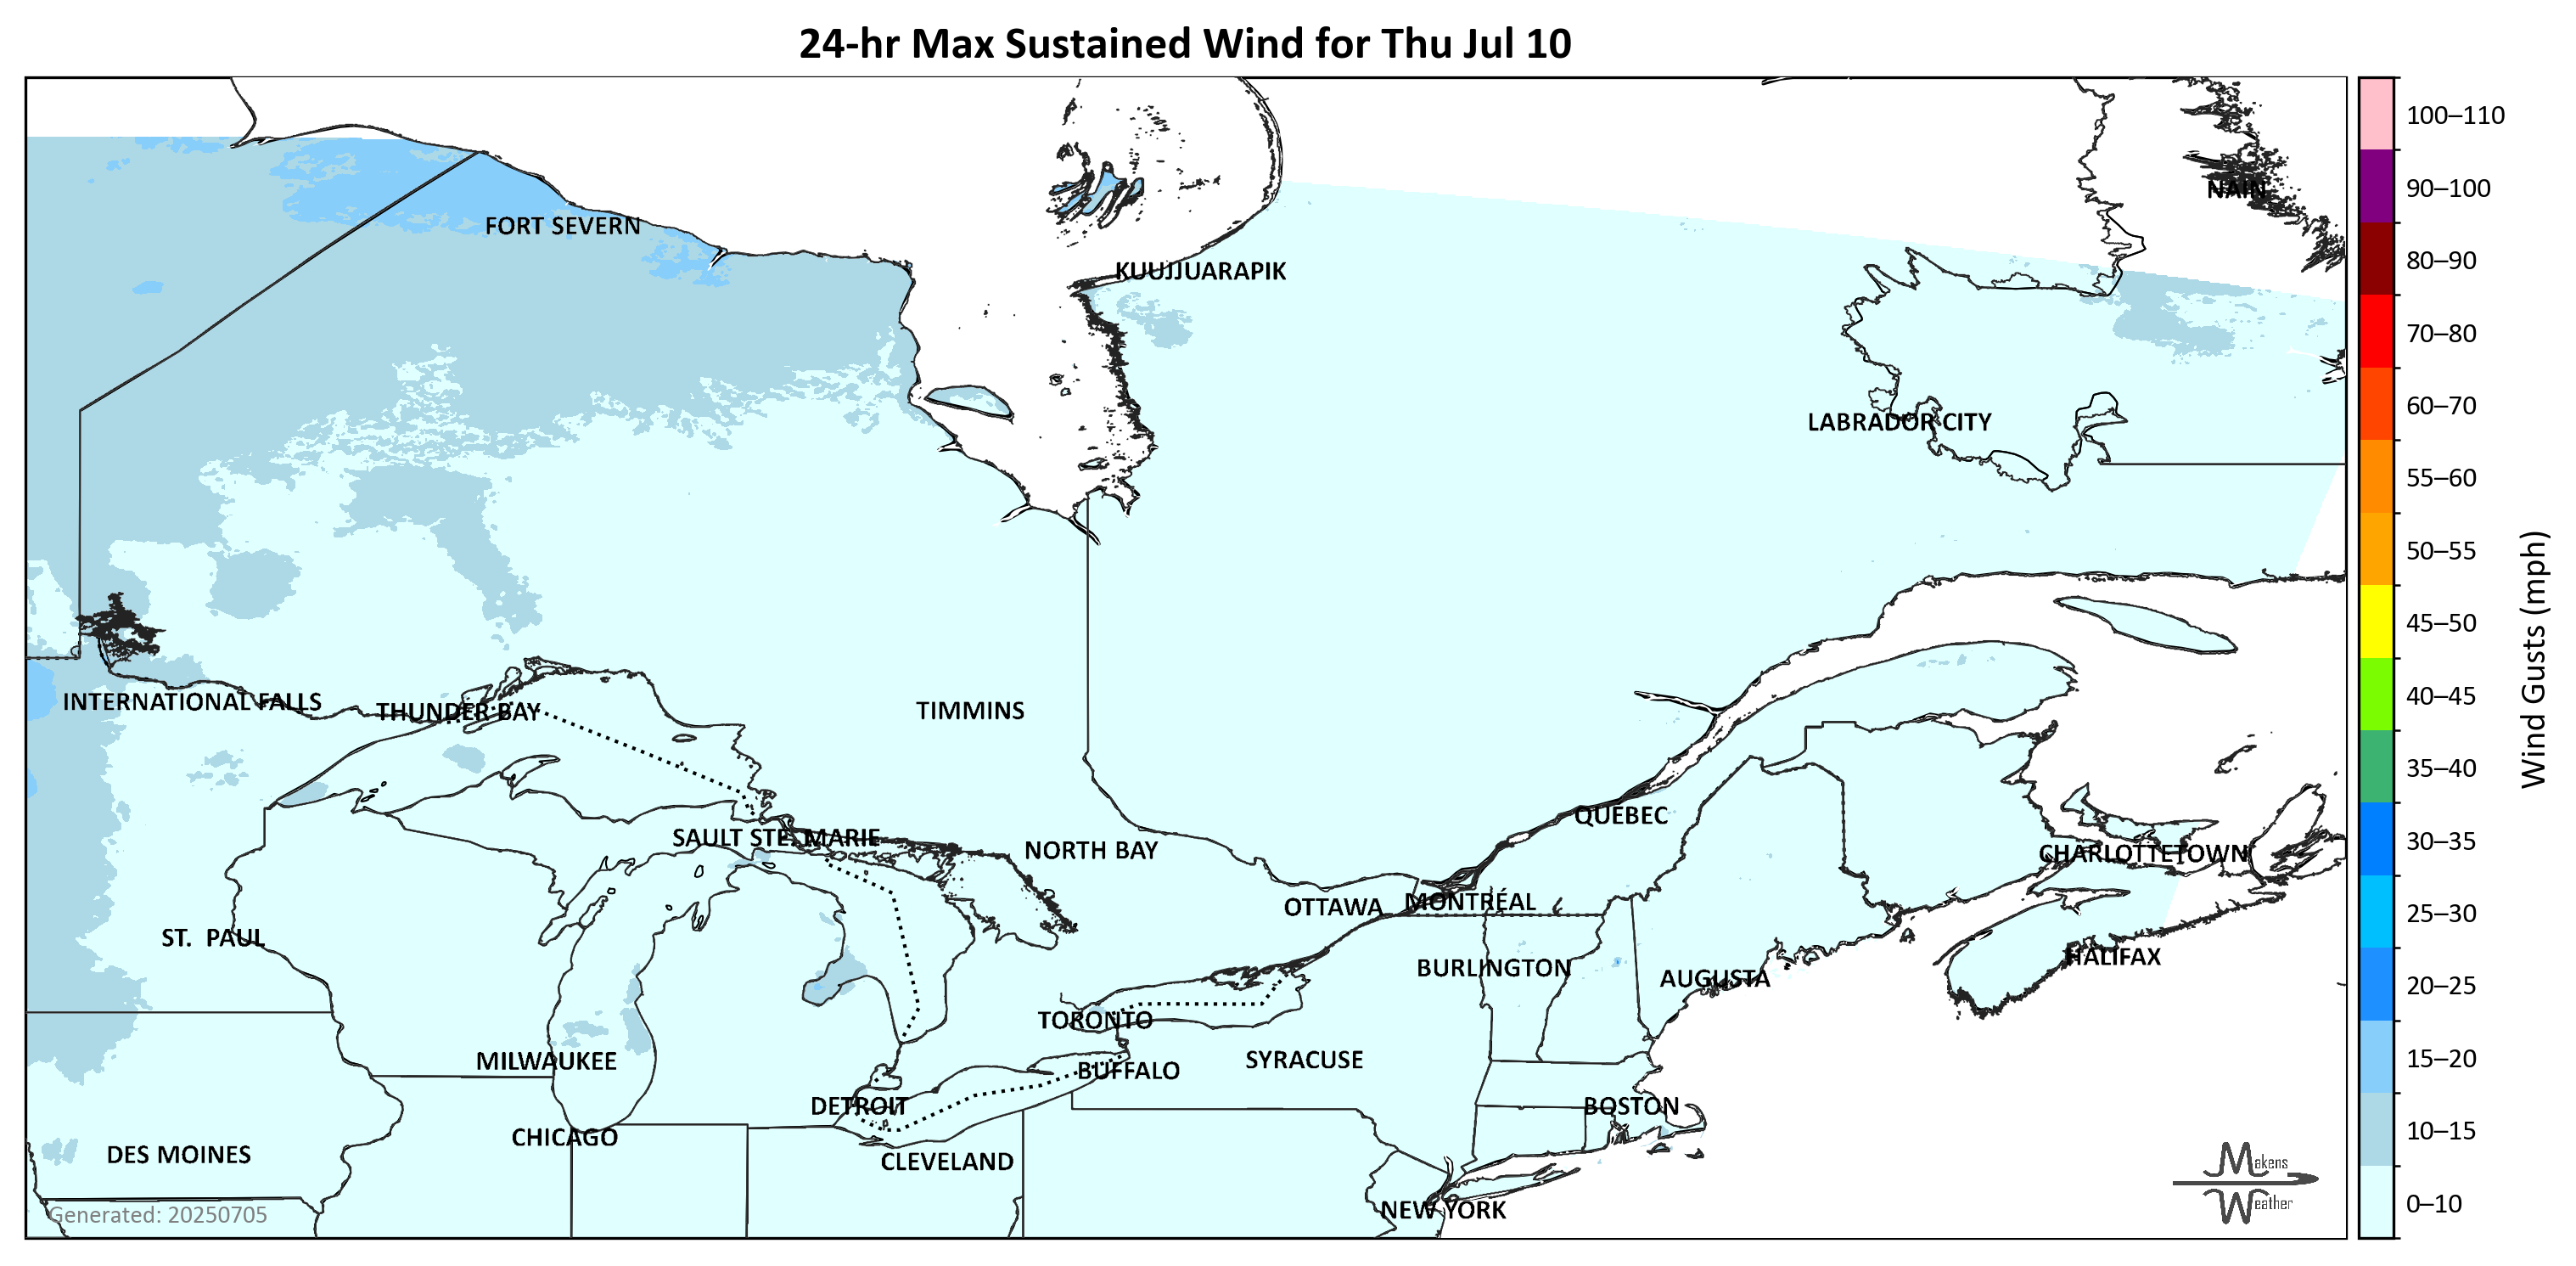 24-hr Max Sustained Wind for Thu Jul 10
100–110
90–100
NAIN
FORT SEVERN
80–90
KUUJJUARAPIK
70–80
60–70
LABRADOR CITY
55–60
50–55
45–50
Wind Gusts (mph)
40–45
INTERNATIONAL FALLS
THUNDER BAY
TIMMINS
35–40
QUEBEC
30–35
SAULT STE. MARIE
NORTH BAY
CHARLOTTETOWN
25–30
OTTAWA
MONTRÉAL
ST. PAUL
HALIFAX
BURLINGTON
AUGUSTA
20–25
TORONTO
15–20
MILWAUKEE
SYRACUSE
BUFFALO
DETROIT
BOSTON
10–15
CHICAGO
DES MOINES
CLEVELAND
Makens
Weather
0–10
NEW YORK
Generated: 20250705